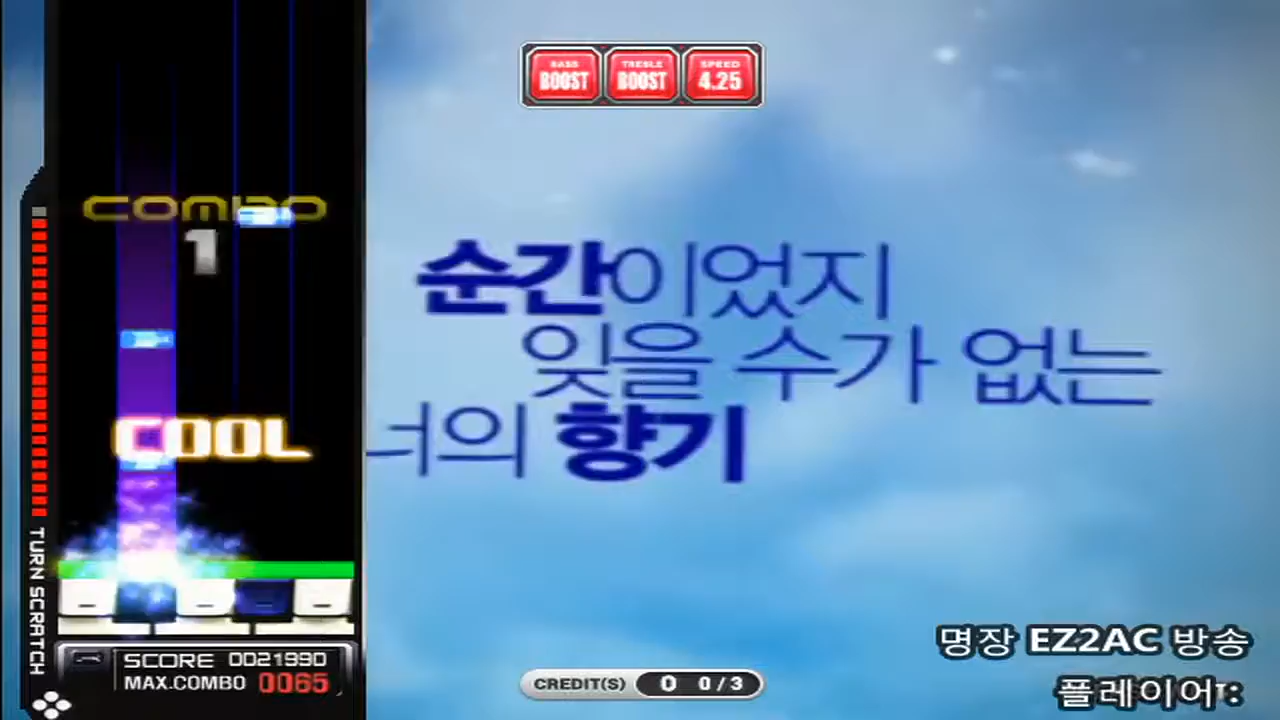 BASS BOOST
TREBLE BOOST
SPEED 4.25
COMBO
1
순간이었지
잊을 수가 없는
너의 향기
COOL
TURN SCRATCH
SCORE 0021990
MAX.COMBO 0065
CREDIT(S) 0 0/3
명장 EZ2AC 방송
플레이어: